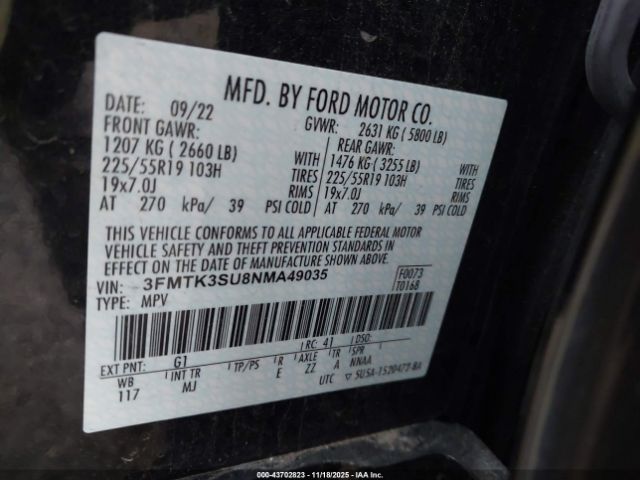 MFD. BY FORD MOTOR CO.
DATE: 09/22 GVWR: 2631 KG (5800 LB)
FRONT GAWR: REAR GAWR:
1207 KG (2660 LB) WITH 1476 KG (3255 LB) WITH
225/55R19 103H TIRES 225/55R19 103H TIRES
19x7.0J RIMS 19x7.0J RIMS
AT 270 kPa/ 39 PSI COLD AT 270 kPa/ 39 PSI COLD
THIS VEHICLE CONFORMS TO ALL APPLICABLE FEDERAL MOTOR
VEHICLE SAFETY AND THEFT PREVENTION STANDARDS IN
EFFECT ON THE DATE OF MANUFACTURE SHOWN ABOVE.
VIN: 3FMTK3SU8NMA49035 F0073
TYPE: MPV T0168
EXT PNT: G1 RC: 41 DSO:
WB INT TR TP/PS R AXLE TR SPR
117 MJ E ZZ A NNAA
UTC 5U5A-1520472-BA
000-43702823 - 11/18/2025 - IAA, Inc.